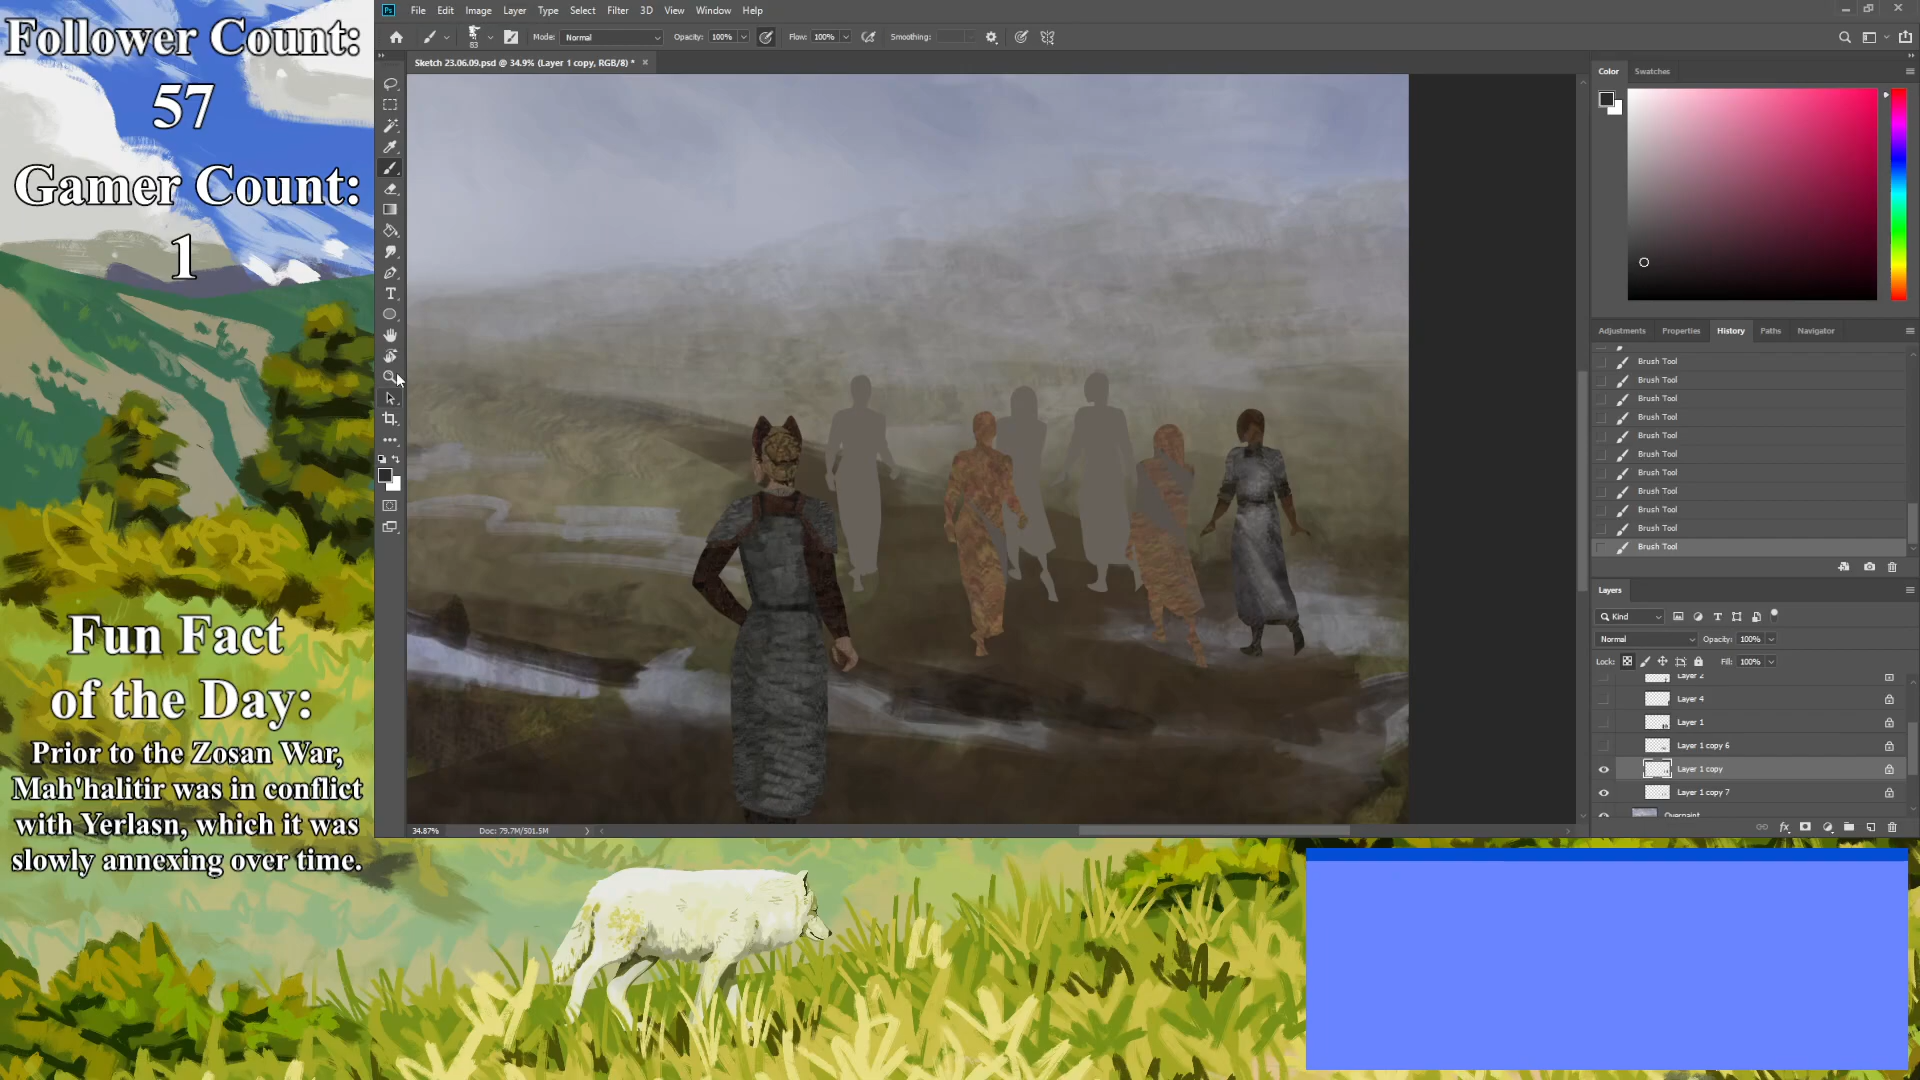 Follower Count:
57
Gamer Count:
1
Fun Fact
of the Day:
Prior to the Zosan War,
Mah'halitir was in conflict
with Yerlasn, which it was
slowly annexing over time.
Ps File Edit Image Layer Type Select Filter 3D View Window Help
83 Mode: Normal Opacity: 100% Flow: 100% Smoothing:
Sketch 23.06.09.psd @ 34.9% (Layer 1 copy, RGB/8) *
Color Swatches
Adjustments Properties History Paths Navigator
Brush Tool
Brush Tool
Brush Tool
Brush Tool
Brush Tool
Brush Tool
Brush Tool
Brush Tool
Brush Tool
Brush Tool
Brush Tool
Layers
Kind
Normal Opacity: 100%
Lock: Fill: 100%
Layer 2
Layer 4
Layer 1
Layer 1 copy 6
Layer 1 copy
Layer 1 copy 7
Overpaint
34.87% Doc: 79.7M/501.5M